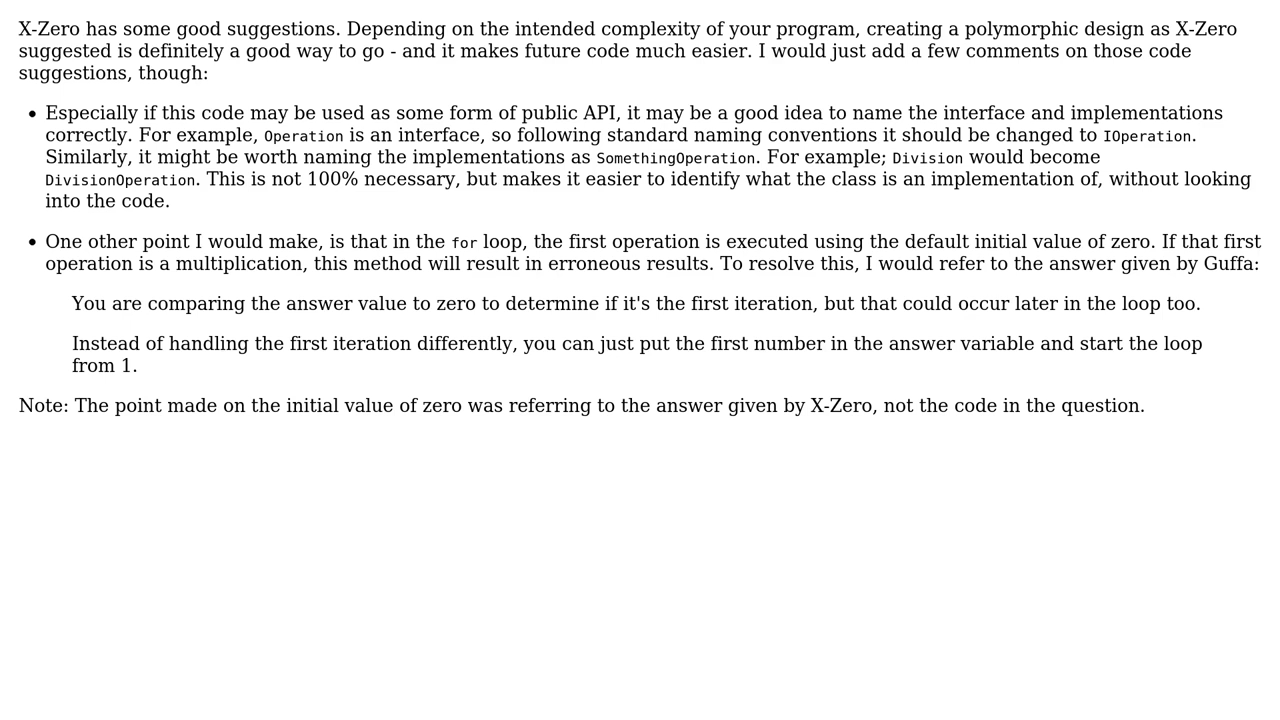 X-Zero has some good suggestions. Depending on the intended complexity of your program, creating a polymorphic design as X-Zero
suggested is definitely a good way to go - and it makes future code much easier. I would just add a few comments on those code
suggestions, though:
• Especially if this code may be used as some form of public API, it may be a good idea to name the interface and implementations
correctly. For example, Operation is an interface, so following standard naming conventions it should be changed to IOperation.
Similarly, it might be worth naming the implementations as SomethingOperation. For example; Division would become
DivisionOperation. This is not 100% necessary, but makes it easier to identify what the class is an implementation of, without looking
into the code.
• One other point I would make, is that in the for loop, the first operation is executed using the default initial value of zero. If that first
operation is a multiplication, this method will result in erroneous results. To resolve this, I would refer to the answer given by Guffa:
You are comparing the answer value to zero to determine if it's the first iteration, but that could occur later in the loop too.
Instead of handling the first iteration differently, you can just put the first number in the answer variable and start the loop
from 1.
Note: The point made on the initial value of zero was referring to the answer given by X-Zero, not the code in the question.